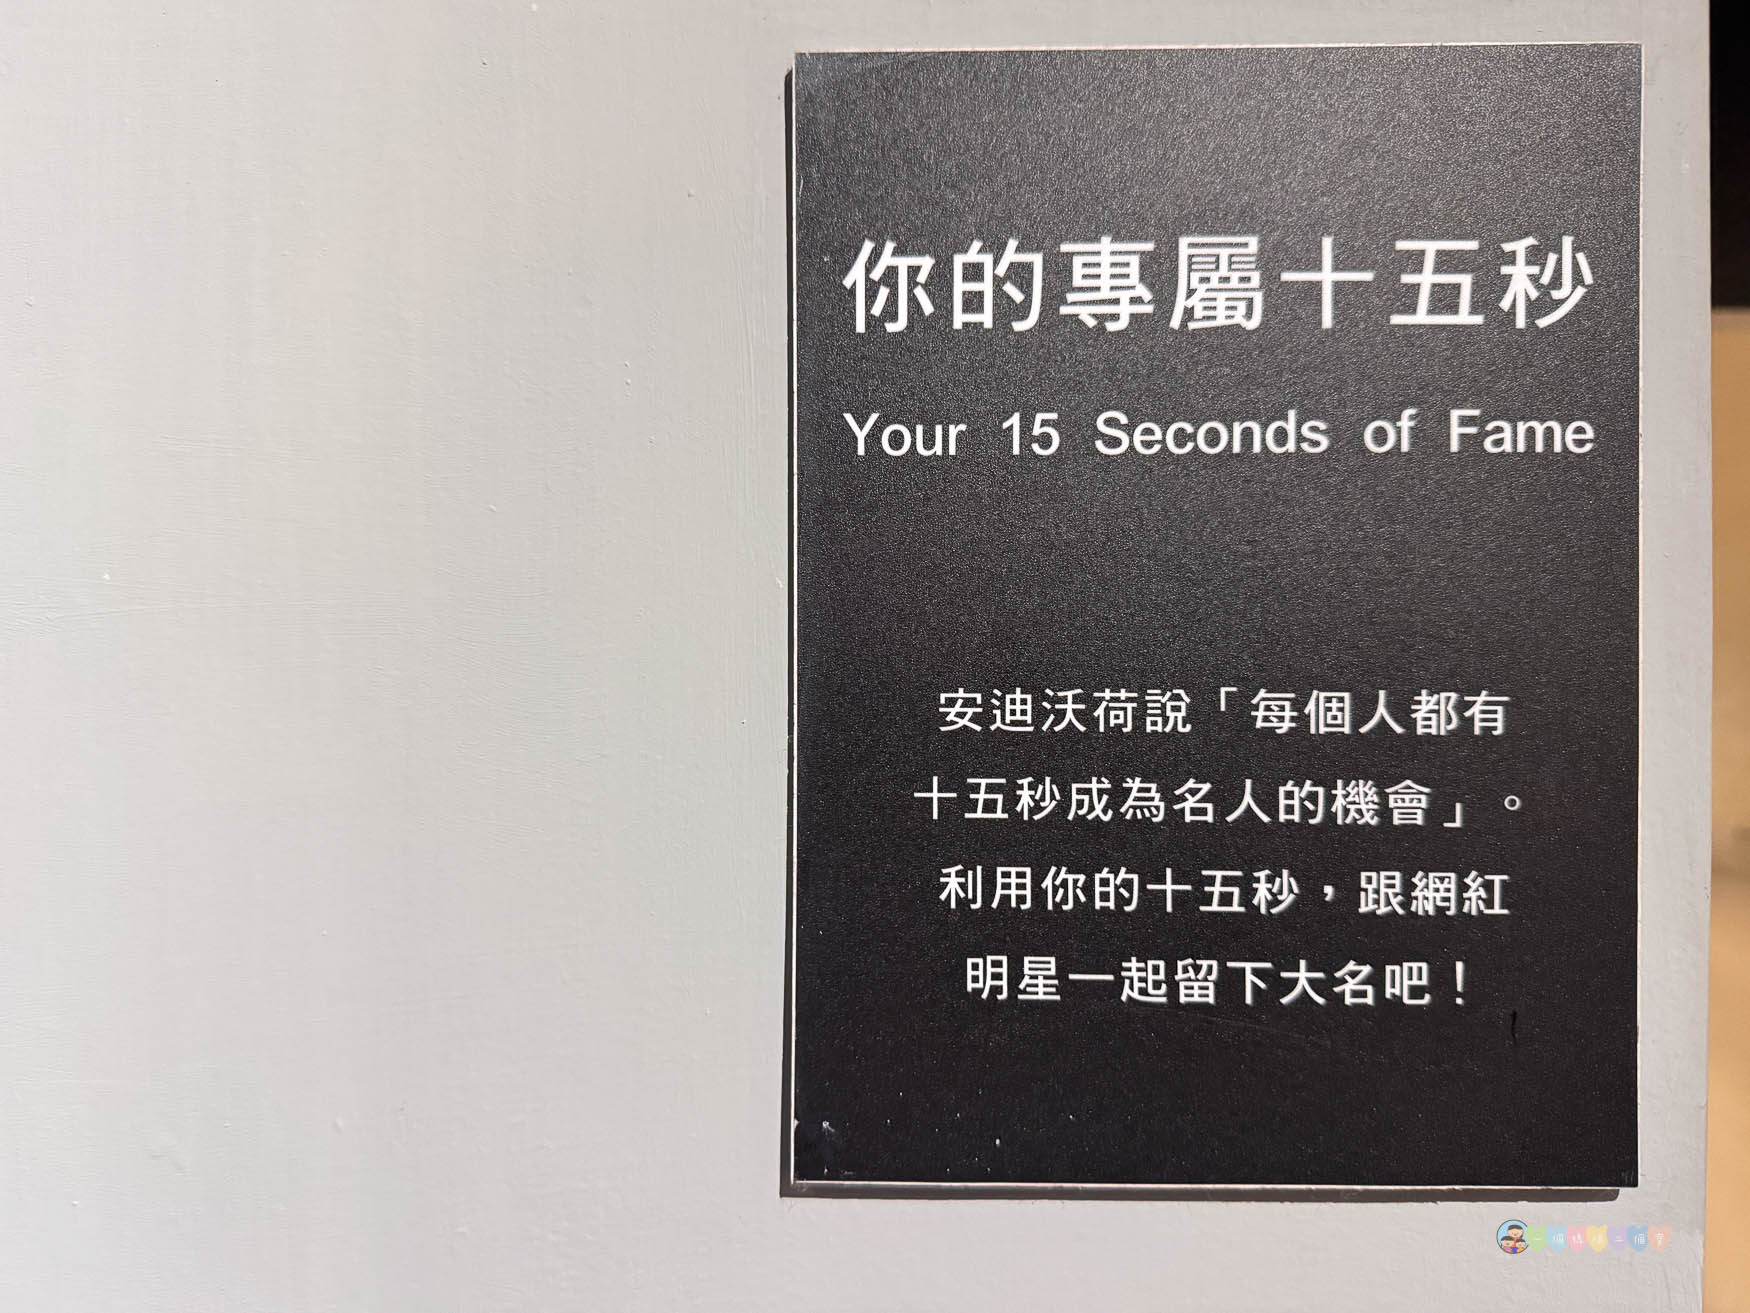 你的專屬十五秒
Your 15 Seconds of Fame
安迪沃荷說「每個人都有
十五秒成為名人的機會」。
利用你的十五秒，跟網紅
明星一起留下大名吧！